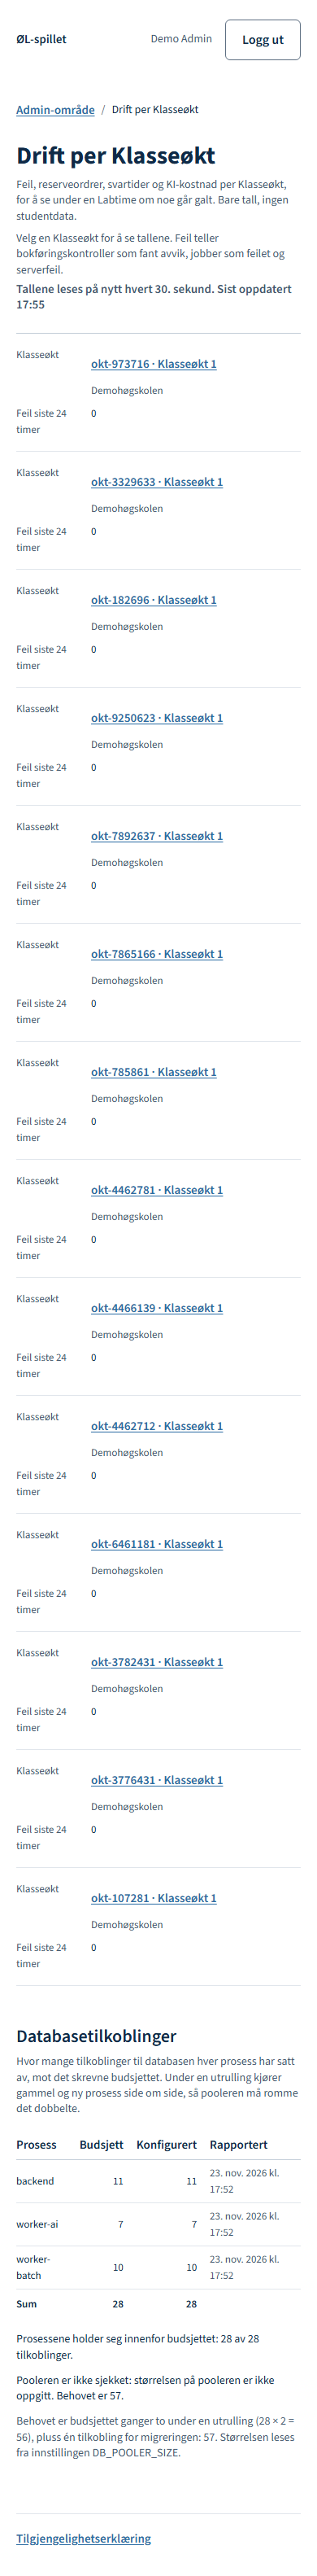 ØL-spillet
Demo Admin
Logg ut
Admin-område / Drift per Klasseøkt
Drift per Klasseøkt
Feil, reserveordrer, svartider og KI-kostnad per Klasseøkt,
for å se under en Labtime om noe går galt. Bare tall, ingen
studentdata.
Velg en Klasseøkt for å se tallene. Feil teller
bokføringskontroller som fant avvik, jobber som feilet og
serverfeil.
Tallene leses på nytt hvert 30. sekund. Sist oppdatert
17:55
Klasseøkt
okt-973716 · Klasseøkt 1
Demohøgskolen
Feil siste 24 0
timer
Klasseøkt
okt-3329633 · Klasseøkt 1
Demohøgskolen
Feil siste 24 0
timer
Klasseøkt
okt-182696 · Klasseøkt 1
Demohøgskolen
Feil siste 24 0
timer
Klasseøkt
okt-9250623 · Klasseøkt 1
Demohøgskolen
Feil siste 24 0
timer
Klasseøkt
okt-7892637 · Klasseøkt 1
Demohøgskolen
Feil siste 24 0
timer
Klasseøkt
okt-7865166 · Klasseøkt 1
Demohøgskolen
Feil siste 24 0
timer
Klasseøkt
okt-785861 · Klasseøkt 1
Demohøgskolen
Feil siste 24 0
timer
Klasseøkt
okt-4462781 · Klasseøkt 1
Demohøgskolen
Feil siste 24 0
timer
Klasseøkt
okt-4466139 · Klasseøkt 1
Demohøgskolen
Feil siste 24 0
timer
Klasseøkt
okt-4462712 · Klasseøkt 1
Demohøgskolen
Feil siste 24 0
timer
Klasseøkt
okt-6461181 · Klasseøkt 1
Demohøgskolen
Feil siste 24 0
timer
Klasseøkt
okt-3782431 · Klasseøkt 1
Demohøgskolen
Feil siste 24 0
timer
Klasseøkt
okt-3776431 · Klasseøkt 1
Demohøgskolen
Feil siste 24 0
timer
Klasseøkt
okt-107281 · Klasseøkt 1
Demohøgskolen
Feil siste 24 0
timer
Databasetilkoblinger
Hvor mange tilkoblinger til databasen hver prosess har satt
av, mot det skrevne budsjettet. Under en utrulling kjører
gammel og ny prosess side om side, så pooleren må romme
det dobbelte.
Prosess Budsjett Konfigurert Rapportert
backend 11 11 23. nov. 2026 kl.
17:52
worker-ai 7 7 23. nov. 2026 kl.
17:52
worker- 10 10 23. nov. 2026 kl.
batch 17:52
Sum 28 28
Prosessene holder seg innenfor budsjettet: 28 av 28
tilkoblinger.
Pooleren er ikke sjekket: størrelsen på pooleren er ikke
oppgitt. Behovet er 57.
Behovet er budsjettet ganger to under en utrulling (28 × 2 =
56), pluss én tilkobling for migreringer: 57. Størrelsen leses
fra innstillingen DB_POOLER_SIZE.
Tilgjengelighetserklæring